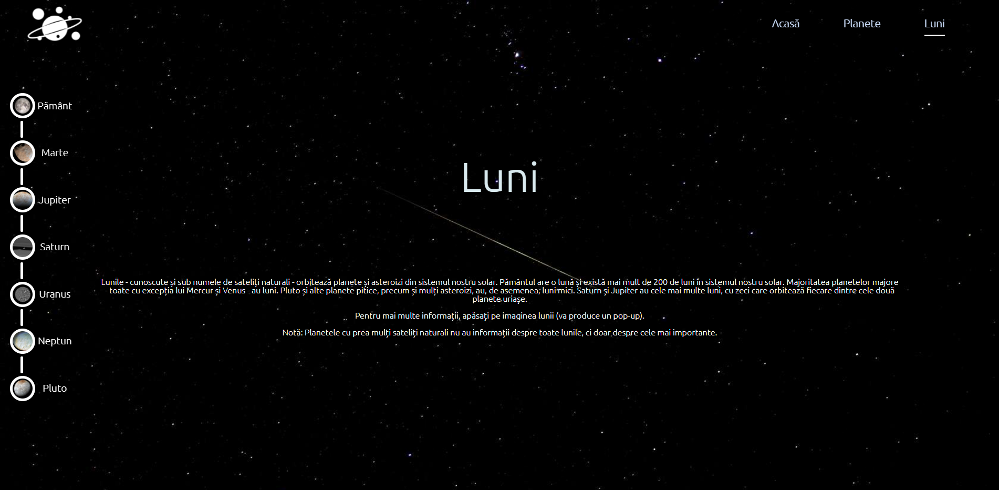 Acasă
Planete
Luni
Pământ
Marte
Jupiter
Saturn
Uranus
Neptun
Pluto
Luni
Lunile - cunoscute și sub numele de sateliți naturali - orbitează planete și asteroizi din sistemul nostru solar. Pământul are o lună și există mai mult de 200 de luni în sistemul nostru solar. Majoritatea planetelor majore
- toate cu excepția lui Mercur și Venus - au luni. Pluto și alte planete pitice, precum și mulți asteroizi, au, de asemenea, luni mici. Saturn și Jupiter au cele mai multe luni, cu zeci care orbitează fiecare dintre cele două
planete uriașe.
Pentru mai multe informații, apăsați pe imaginea lunii (va produce un pop-up).
Notă: Planetele cu prea mulți sateliți naturali nu au informații despre toate lunile, ci doar despre cele mai importante.